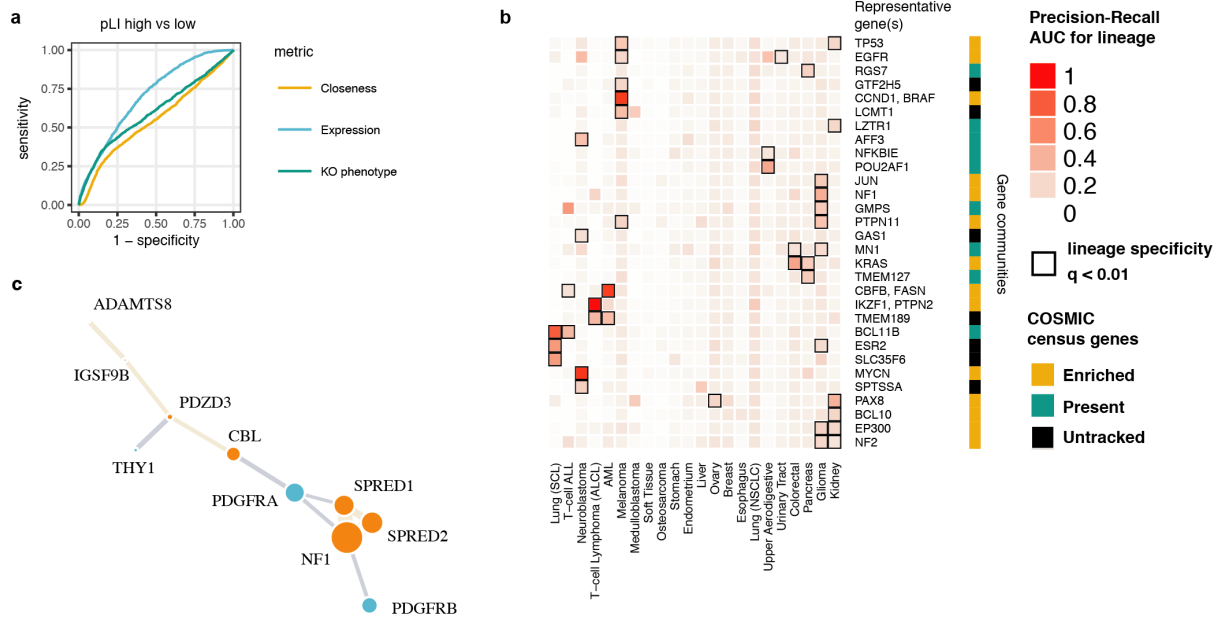 a
pLI high vs low
1.00
0.75
0.50
0.25
0.00
sensitivity
0.00
0.25
0.50
0.75
1.00
1 − specificity
metric
Closeness
Expression
KO phenotype
b
Representative
gene(s)
TP53
EGFR
RGS7
GTF2H5
CCND1, BRAF
LCMT1
LZTR1
AFF3
NFKBIE
POU2AF1
JUN
NF1
GMPS
PTPN11
GAS1
MN1
KRAS
TMEM127
CBFB, FASN
IKZF1, PTPN2
TMEM189
BCL11B
ESR2
SLC35F6
MYCN
SPTSSA
PAX8
BCL10
EP300
NF2
Gene communities
Lung (SCL)
T−cell ALL
Neuroblastoma
T−cell Lymphoma (ALCL)
AML
Melanoma
Medulloblastoma
Soft Tissue
Osteosarcoma
Stomach
Endometrium
Liver
Ovary
Breast
Esophagus
Lung (NSCLC)
Upper Aerodigestive
Urinary Tract
Colorectal
Pancreas
Glioma
Kidney
Precision-Recall
AUC for lineage
1
0.8
0.6
0.4
0.2
0
lineage specificity
q < 0.01
COSMIC
census genes
Enriched
Present
Untracked
c
ADAMTS8
IGSF9B
PDZD3
THY1
CBL
PDGFRA
SPRED1
SPRED2
NF1
PDGFRB